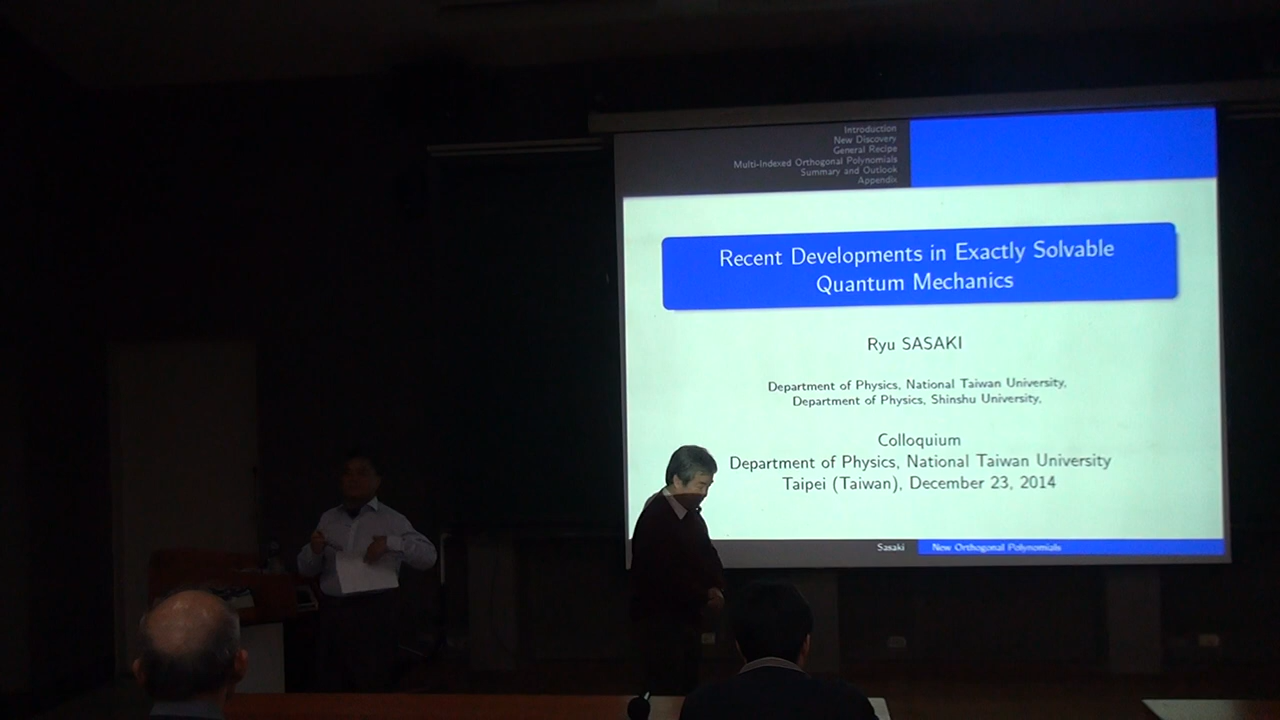 Introduction
New Discovery
General Recipe
Multi-Indexed Orthogonal Polynomials
Summary and Outlook
Appendix
Recent Developments in Exactly Solvable
Quantum Mechanics
Ryu SASAKI
Department of Physics, National Taiwan University,
Department of Physics, Shinshu University,
Colloquium
Department of Physics, National Taiwan University
Taipei (Taiwan), December 23, 2014
Sasaki
New Orthogonal Polynomials